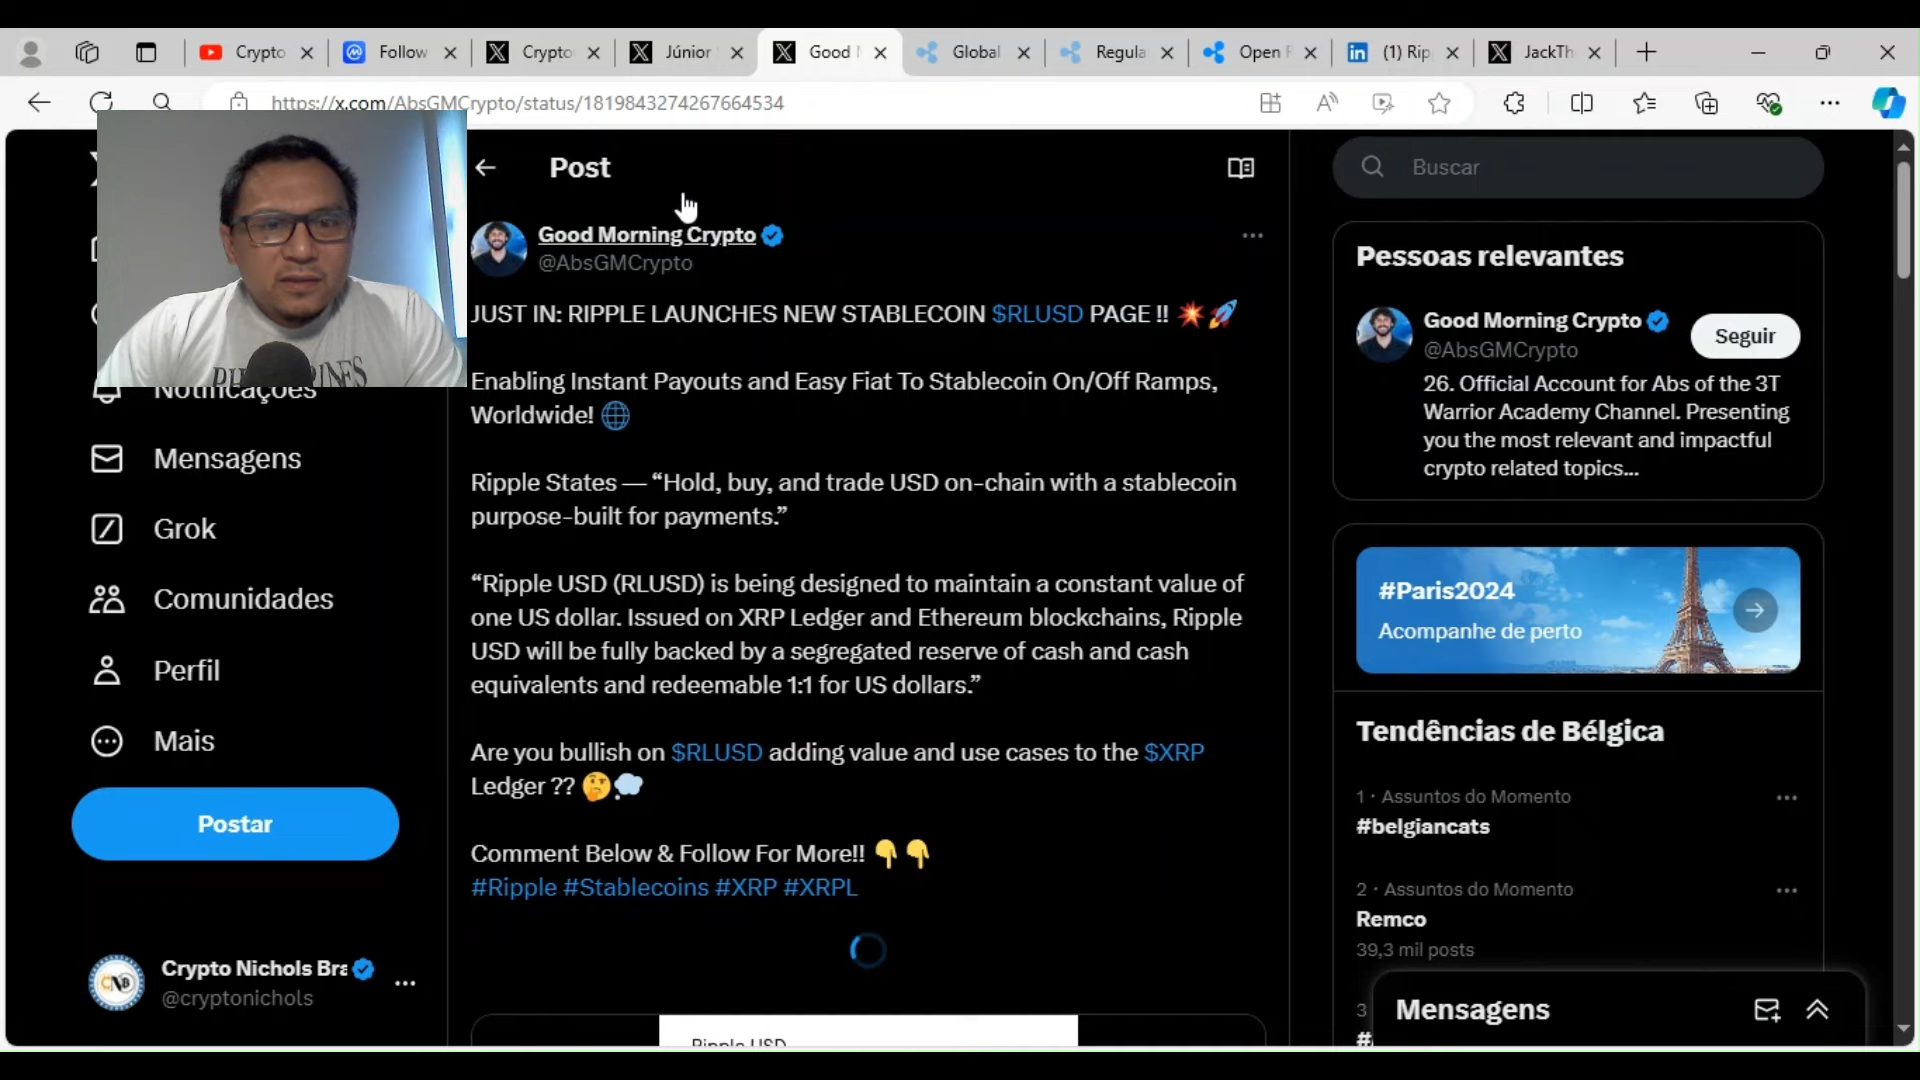 Crypto
Follow
Crypto
Júnior
Good
Global
Regula
Open
(1) Rip
JackTh
https://x.com/AbsGMCrypto/status/1819843274267664534
Post
Buscar
Good Morning Crypto
@AbsGMCrypto
JUST IN: RIPPLE LAUNCHES NEW STABLECOIN $RLUSD PAGE !! 💥🚀
Enabling Instant Payouts and Easy Fiat To Stablecoin On/Off Ramps,
Worldwide! 🌐
Ripple States — “Hold, buy, and trade USD on-chain with a stablecoin
purpose-built for payments.”
“Ripple USD (RLUSD) is being designed to maintain a constant value of
one US dollar. Issued on XRP Ledger and Ethereum blockchains, Ripple
USD will be fully backed by a segregated reserve of cash and cash
equivalents and redeemable 1:1 for US dollars.”
Are you bullish on $RLUSD adding value and use cases to the $XRP
Ledger ?? 🤔💭
Comment Below & Follow For More!! 👇👇
#Ripple #Stablecoins #XRP #XRPL
Ripple USD
Notificações
Mensagens
Grok
Comunidades
Perfil
Mais
Postar
Crypto Nichols Bra
@cryptonichols
CNB
Pessoas relevantes
Good Morning Crypto
@AbsGMCrypto
Seguir
26. Official Account for Abs of the 3T
Warrior Academy Channel. Presenting
you the most relevant and impactful
crypto related topics...
#Paris2024
Acompanhe de perto
Tendências de Bélgica
1 · Assuntos do Momento
#belgiancats
2 · Assuntos do Momento
Remco
39,3 mil posts
3
Mensagens